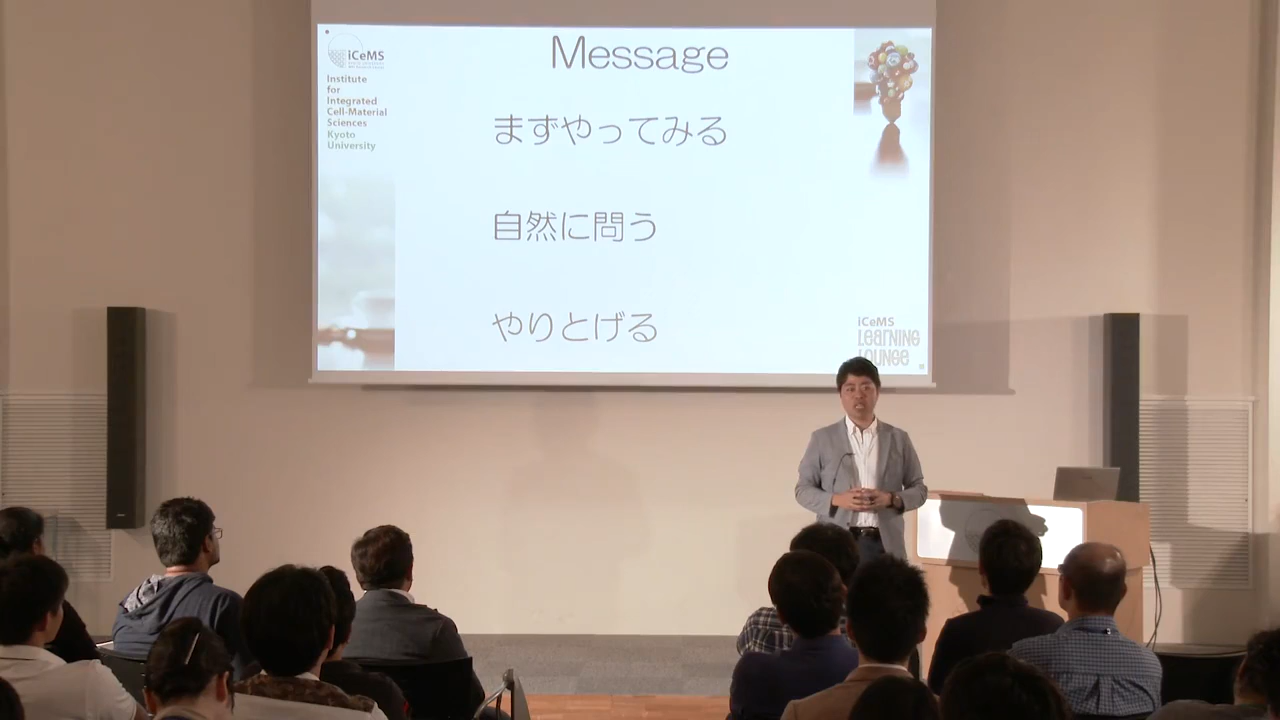 Message
iCeMS
Institute
for
Integrated
Cell-Material
Sciences
Kyoto
University
まずやってみる
自然に問う
やりとげる
iCeMS
Learning
Lounge